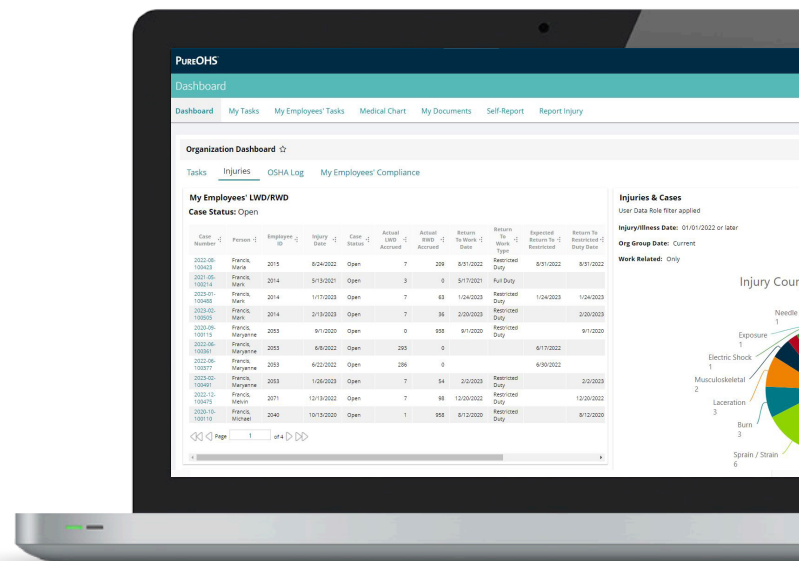 PUREOHS
Dashboard
Dashboard My Tasks My Employees' Tasks Medical Chart My Documents Self-Report Report Injury
Organization Dashboard
Tasks Injuries OSHA Log My Employees' Compliance
My Employees' LWD/RWD
Case Status: Open
Case Number Person Employee ID Injury Date Case Status Actual LWD Accrued Actual RWD Accrued Return To Work Date Return To Work Type Expected Return To Restricted Return To Restricted Duty Date
2022-08-100423 Francis, Maria 2015 8/24/2022 Open 7 209 8/31/2022 Restricted Duty 8/31/2022 8/31/2022
2021-05-100214 Francis, Mark 2014 5/13/2021 Open 3 0 5/17/2021 Full Duty
2023-01-100488 Francis, Mark 2014 1/17/2023 Open 7 63 1/24/2023 Restricted Duty 1/24/2023 1/24/2023
2023-02-100505 Francis, Mark 2014 2/13/2023 Open 7 36 2/20/2023 Restricted Duty 2/20/2023
2020-09-100113 Francis, Maryanne 2053 9/1/2020 Open 0 958 9/1/2020 Restricted Duty 9/1/2020
2022-06-100361 Francis, Maryanne 2053 6/8/2022 Open 293 0 6/17/2022
2022-06-100377 Francis, Maryanne 2053 6/22/2022 Open 286 0 6/30/2022
2023-02-100491 Francis, Maryanne 2053 1/26/2023 Open 7 54 2/2/2023 Restricted Duty 2/2/2023
2022-12-100475 Francis, Melvin 2071 12/13/2022 Open 7 98 12/20/2022 Restricted Duty 12/20/2022
2020-10-100110 Francis, Michael 2040 10/13/2020 Open 1 958 8/12/2020 Restricted Duty 8/12/2020
Page 1 of 4
Injuries & Cases
User Data Role filter applied
Injury/Illness Date: 01/01/2022 or later
Org Group Date: Current
Work Related: Only
Injury Cour
Needle
1
Exposure
1
Electric Shock
1
Musculoskeletal
2
Laceration
3
Burn
3
Sprain / Strain
6